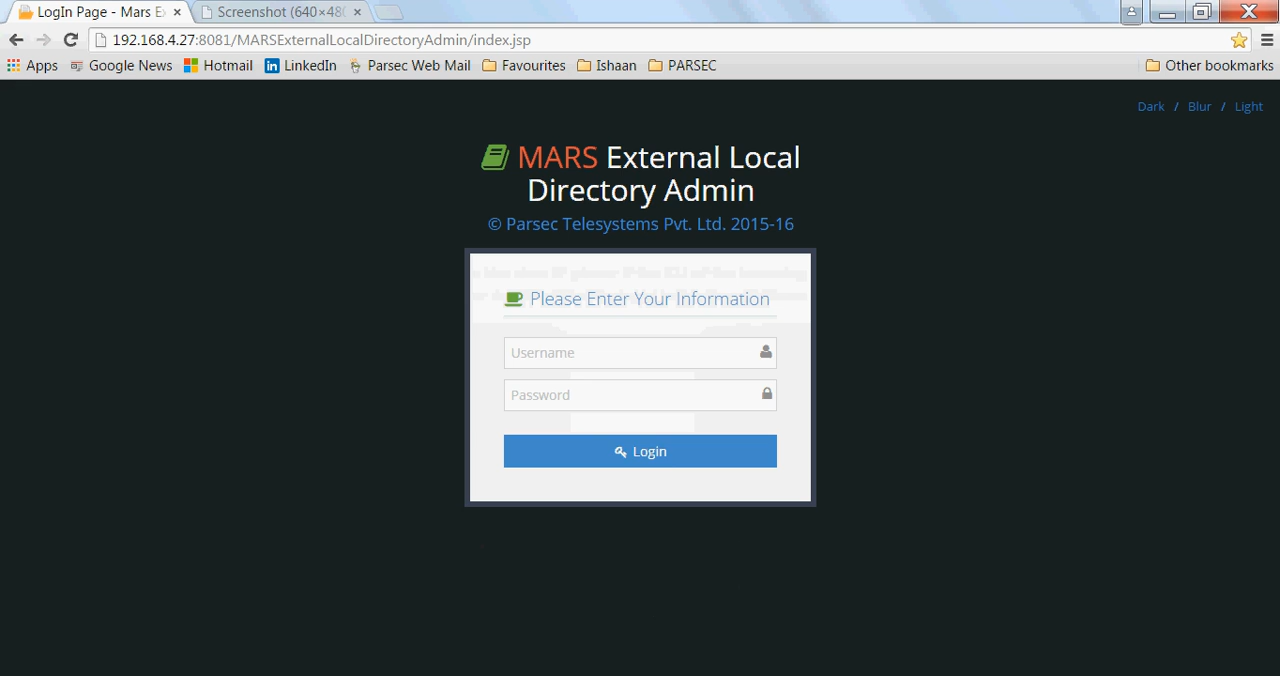 LogIn Page - Mars Ex
Screenshot (640×480
192.168.4.27:8081/MARSExternalLocalDirectoryAdmin/index.jsp
Apps Google News Hotmail LinkedIn Parsec Web Mail Favourites Ishaan PARSEC Other bookmarks
Dark / Blur / Light
MARS External Local
Directory Admin
© Parsec Telesystems Pvt. Ltd. 2015-16
Please Enter Your Information
Username
Password
Login